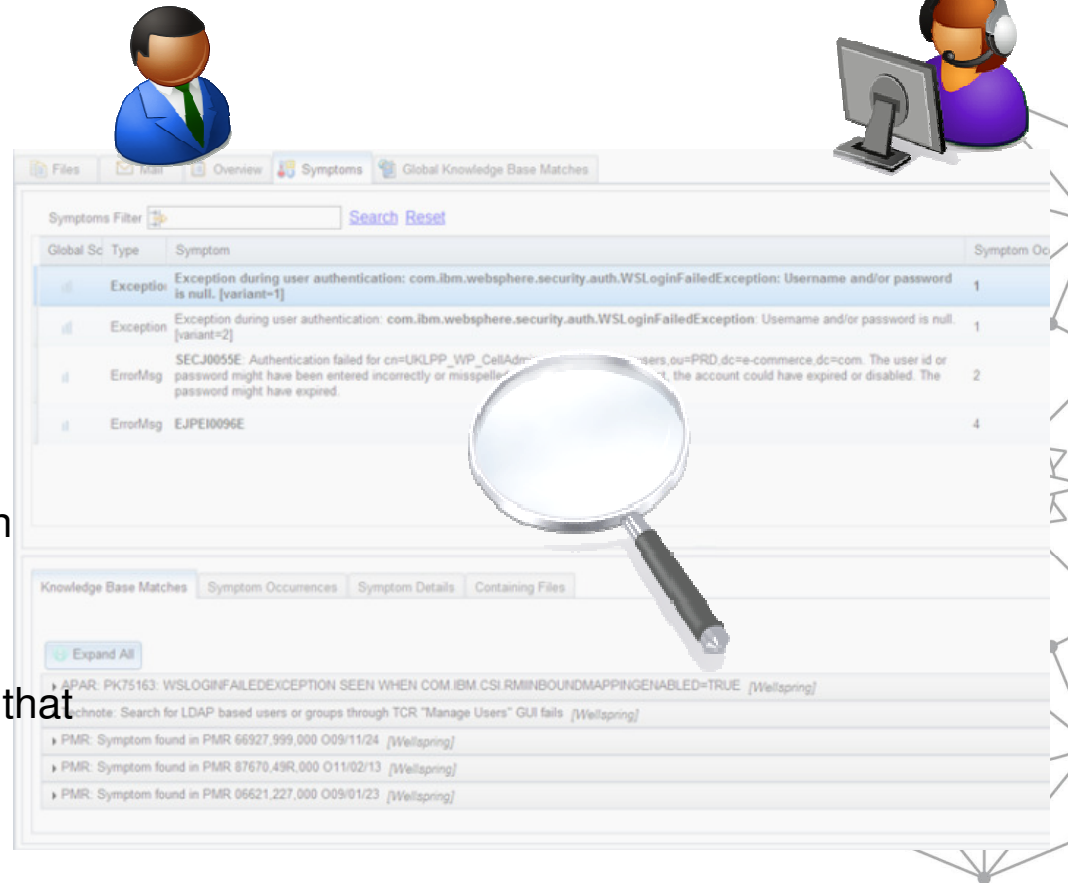 Files Mail Overview Symptoms Global Knowledge Base Matches
Symptoms Filter Search Reset
Global Sc Type Symptom Symptom Oc
Exceptio Exception during user authentication: com.ibm.websphere.security.auth.WSLoginFailedException: Username and/or password
is null. [variant=1] 1
Exception Exception during user authentication: com.ibm.websphere.security.auth.WSLoginFailedException: Username and/or password is null.
[variant=2] 1
SECJ0055E: Authentication failed for cn=UKLPP_WP_CellAdm sers,ou=PRD,dc=e-commerce,dc=com. The user id or
ErrorMsg password might have been entered incorrectly or misspelle t, the account could have expired or disabled. The 2
password might have expired.
ErrorMsg EJPEI0096E 4
n
Knowledge Base Matches Symptom Occurrences Symptom Details Containing Files
Expand All
APAR: PK75163: WSLOGINFAILEDEXCEPTION SEEN WHEN COM.IBM.CSI.RMIINBOUNDMAPPINGENABLED=TRUE [Wellspring]
that
echnote: Search for LDAP based users or groups through TCR "Manage Users" GUI fails [Wellspring]
PMR: Symptom found in PMR 66927,999,000 O09/11/24 [Wellspring]
PMR: Symptom found in PMR 87670,49R,000 O11/02/13 [Wellspring]
PMR: Symptom found in PMR 06621,227,000 O09/01/23 [Wellspring]